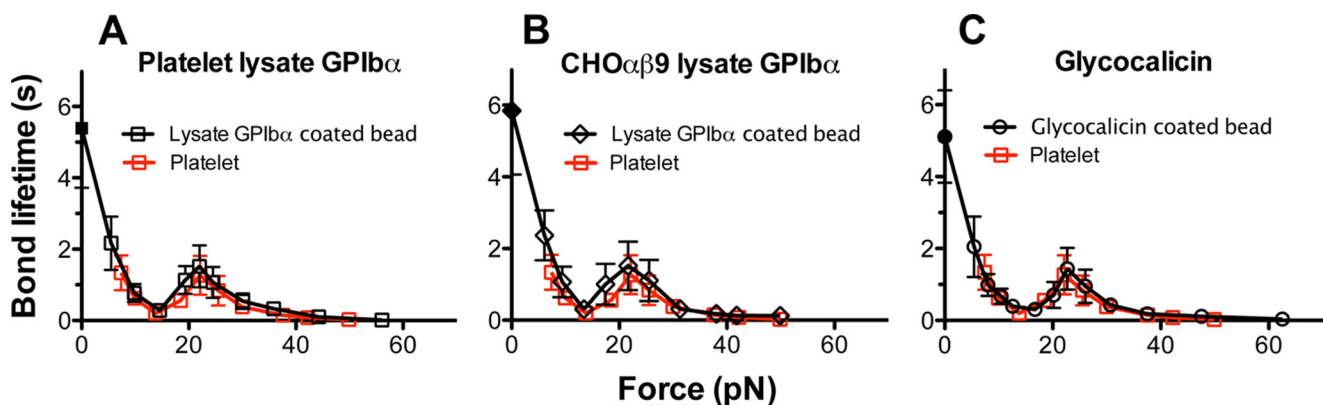 A
Platelet lysate GPIbα
Bond lifetime (s)
6
4
2
0
Lysate GPIbα coated bead
Platelet
0 20 40 60
B
CHOαβ9 lysate GPIbα
6
4
2
0
Lysate GPIbα coated bead
Platelet
0 20 40 60
C
Glycocalicin
6
4
2
0
Glycocalicin coated bead
Platelet
0 20 40 60
Force (pN)